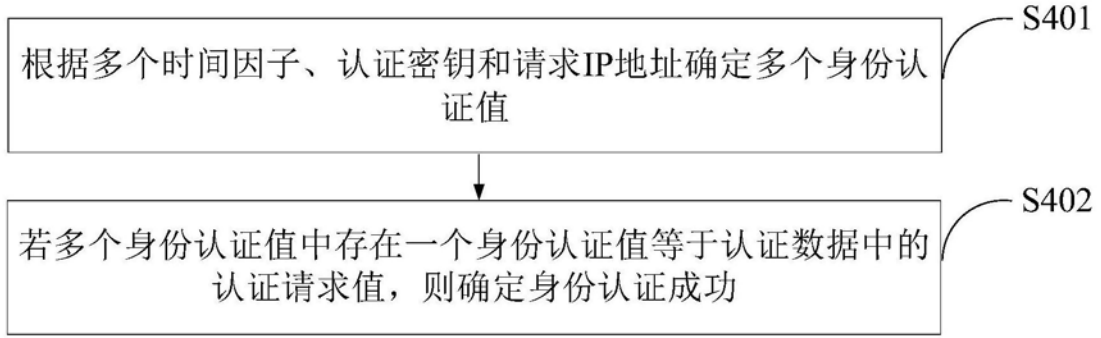 S401
根据多个时间因子、认证密钥和请求IP地址确定多个身份认
证值
S402
若多个身份认证值中存在一个身份认证值等于认证数据中的
认证请求值，则确定身份认证成功